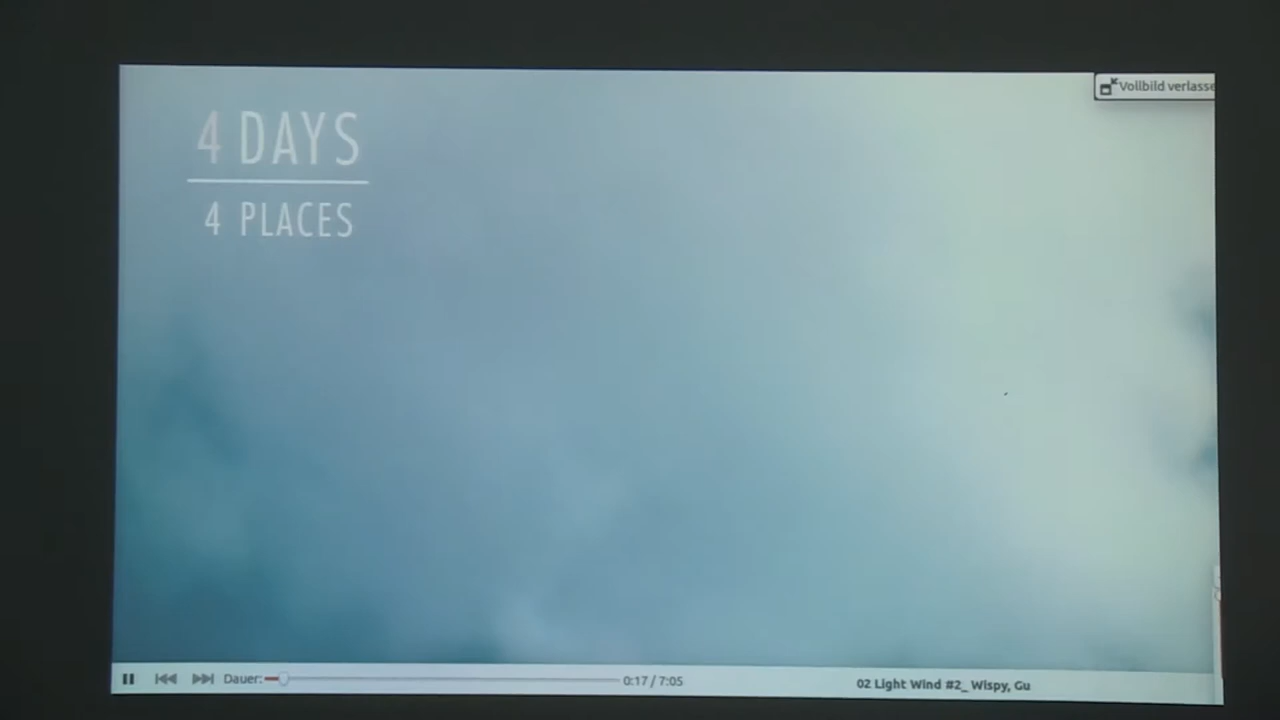 Vollbild verlasse
4 DAYS
4 PLACES
Dauer: 0:17 / 7:05 02 Light Wind #2_ Wispy, Gu